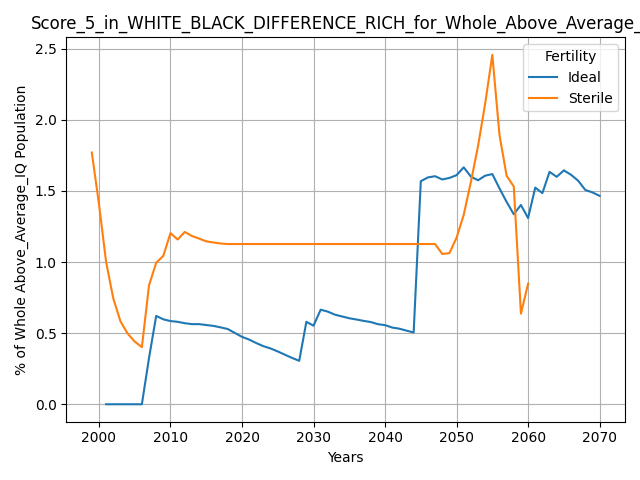 Score_5_in_WHITE_BLACK_DIFFERENCE_RICH_for_Whole_Above_Average_
Fertility
Ideal
Sterile
% of Whole Above_Average_IQ Population
2.5
2.0
1.5
1.0
0.5
0.0
2000 2010 2020 2030 2040 2050 2060 2070
Years